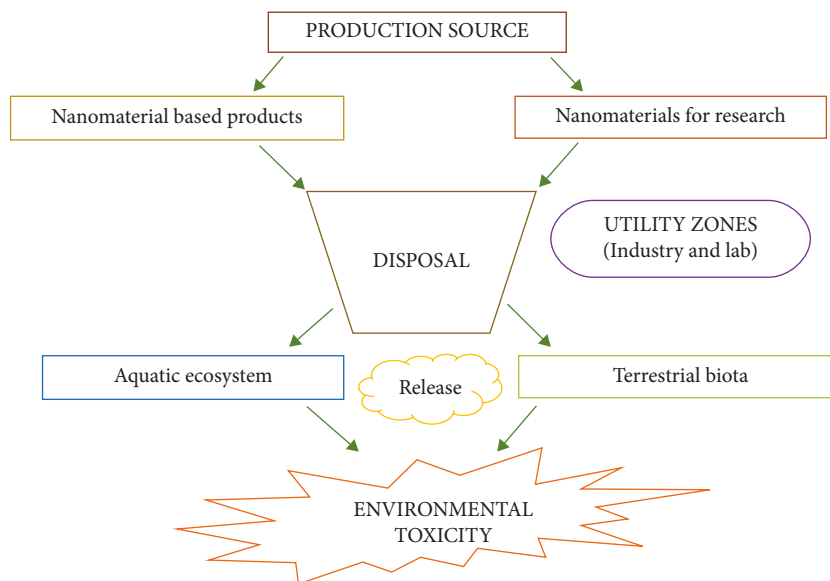 PRODUCTION SOURCE
Nanomaterial based products
Nanomaterials for research
UTILITY ZONES
(Industry and lab)
DISPOSAL
Aquatic ecosystem
Release
Terrestrial biota
ENVIRONMENTAL
TOXICITY